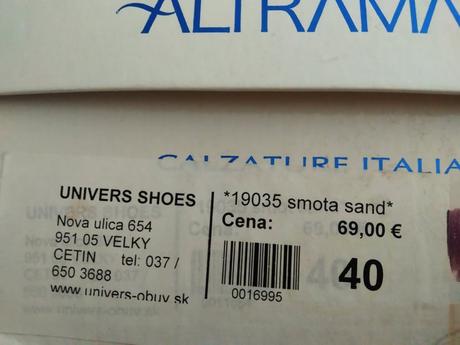 ALTRAMA
CALZATURE ITALIA
UNIVERS SHOES
Nova ulica 654
951 05 VELKY
CETIN tel: 037 /
650 3688
www.univers-obuv.sk
*19035 smota sand*
Cena: 69,00 €
40
0016995